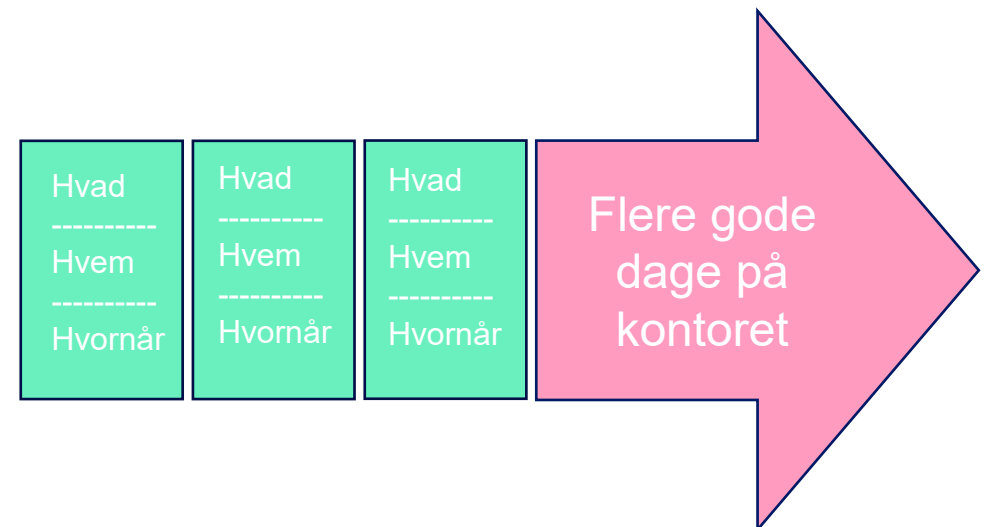 Hvad
----------
Hvem
----------
Hvornår
Hvad
----------
Hvem
----------
Hvornår
Hvad
----------
Hvem
----------
Hvornår
Flere gode
dage på
kontoret